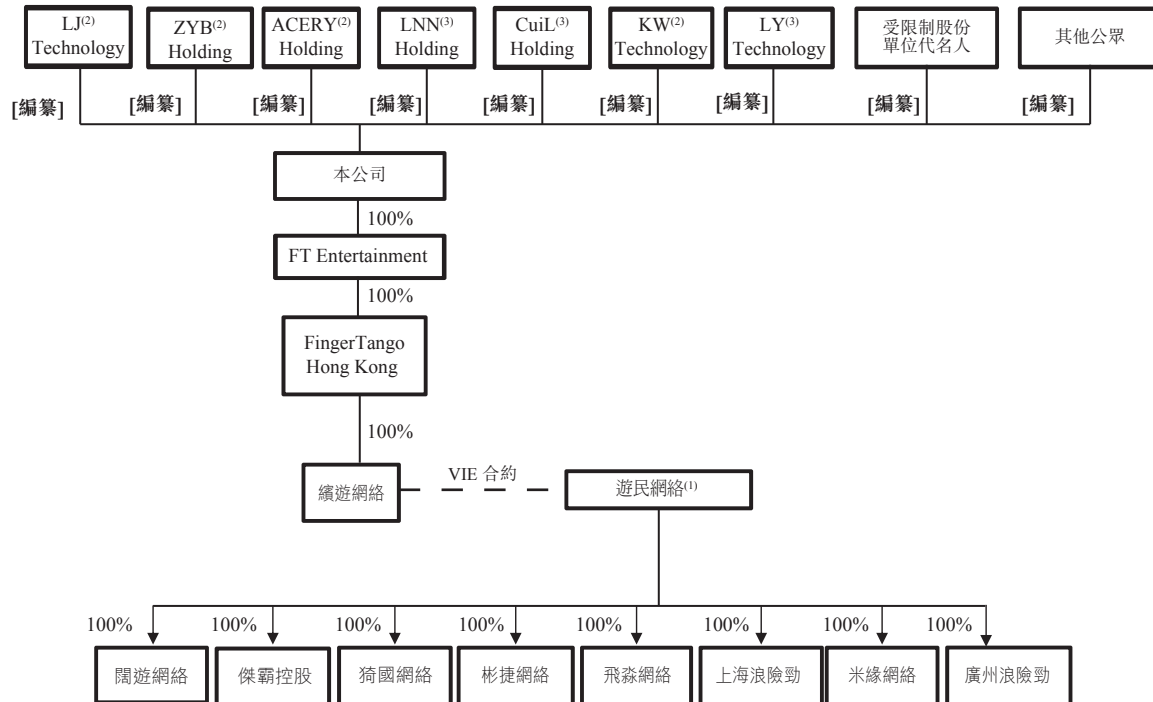 LJ(2)
Technology
ZYB(2)
Holding
ACERY(2)
Holding
LNN(3)
Holding
CuiL(3)
Holding
KW(2)
Technology
LY(3)
Technology
受限制股份
單位代名人
其他公眾
[編纂]
[編纂]
[編纂]
[編纂]
[編纂]
[編纂]
[編纂]
[編纂]
[編纂]
本公司
100%
FT Entertainment
100%
FingerTango
Hong Kong
100%
繽遊網絡
VIE 合約
遊民網絡(1)
100%
100%
100%
100%
100%
100%
100%
100%
闊遊網絡
傑霸控股
猗國網絡
彬捷網絡
飛淼網絡
上海浪險勁
米緣網絡
廣州浪險勁